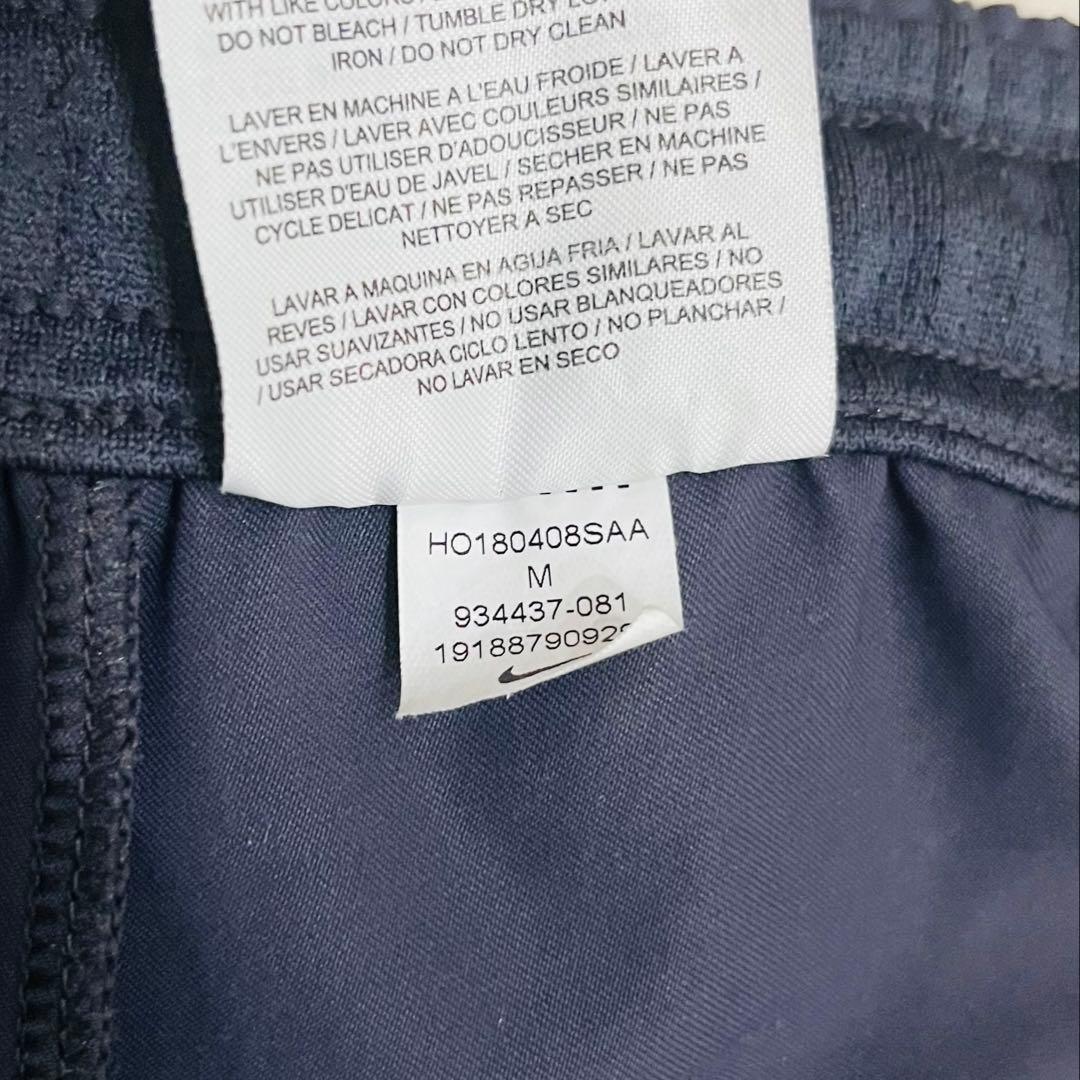 WITH LIKE
DO NOT BLEACH / TUMBLE DRY
IRON / DO NOT DRY CLEAN
LAVER EN MACHINE A L'EAU FROIDE / LAVER A
L'ENVERS / LAVER AVEC COULEURS SIMILAIRES /
NE PAS UTILISER D'ADOUCISSEUR / NE PAS
UTILISER D'EAU DE JAVEL / SECHER EN MACHINE
CYCLE DELICAT / NE PAS REPASSER / NE PAS
NETTOYER A SEC
LAVAR A MAQUINA EN AGUA FRIA / LAVAR AL
REVES / LAVAR CON COLORES SIMILARES / NO
USAR SUAVIZANTES / NO USAR BLANQUEADORES
/ USAR SECADORA CICLO LENTO / NO PLANCHAR /
NO LAVAR EN SECO
HO180408SAA
M
934437-081